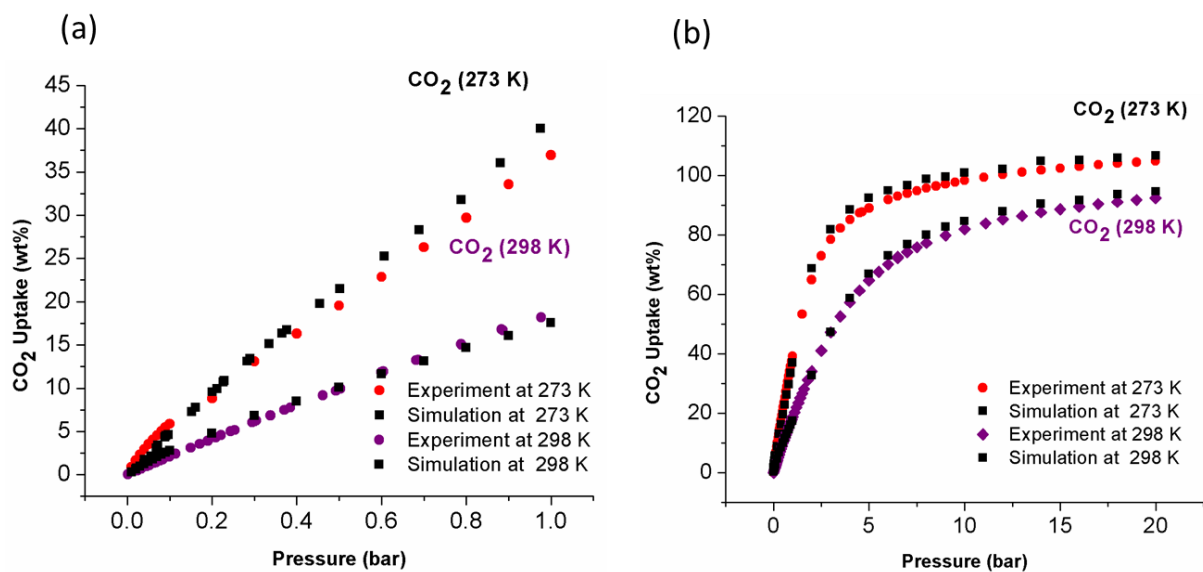 (a)
CO2 (273 K)
CO2 (298 K)
45
40
35
30
25
20
15
10
5
0
CO2 Uptake (wt%)
Experiment at 273 K
Simulation at 273 K
Experiment at 298 K
Simulation at 298 K
0.0 0.2 0.4 0.6 0.8 1.0
Pressure (bar)
(b)
CO2 (273 K)
CO2 (298 K)
120
100
80
60
40
20
0
CO2 Uptake (wt%)
Experiment at 273 K
Simulation at 273 K
Experiment at 298 K
Simulation at 298 K
0 5 10 15 20
Pressure (bar)